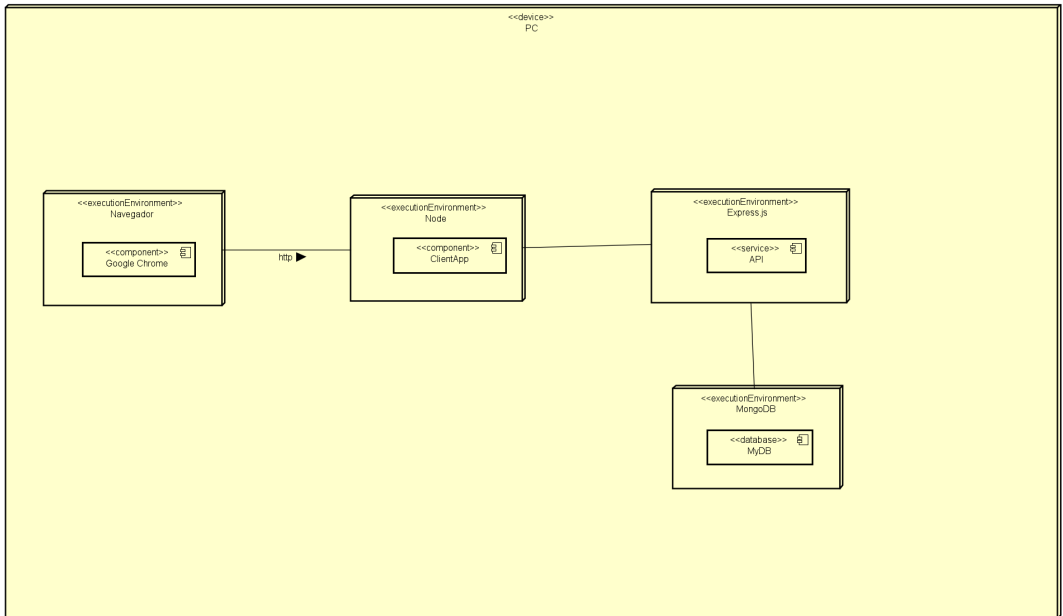 <<device>>
PC
<<executionEnvironment>>
Navegador
<<component>>
Google Chrome
http
<<executionEnvironment>>
Node
<<component>>
ClientApp
<<executionEnvironment>>
Express.js
<<service>>
API
<<executionEnvironment>>
MongoDB
<<database>>
MyDB